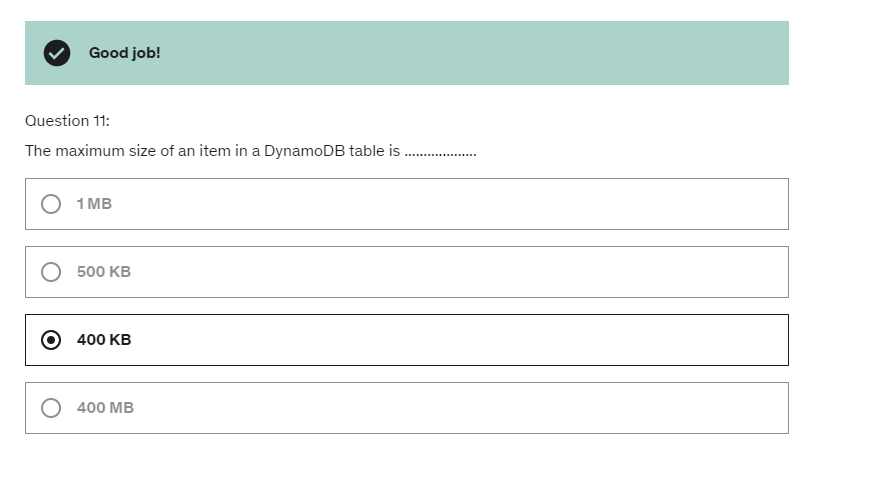 Good job!
Question 11:
The maximum size of an item in a DynamoDB table is ...................
1 MB
500 KB
400 KB
400 MB